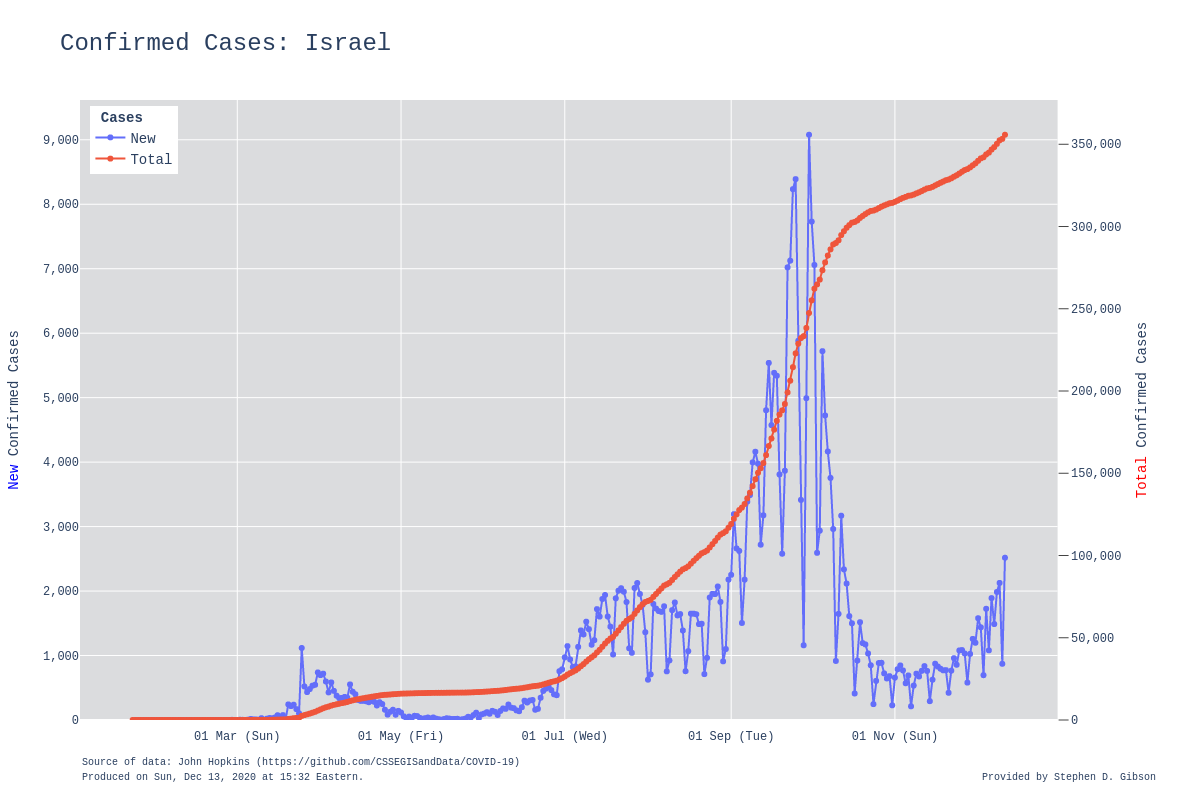 Confirmed Cases: Israel
Cases
New
Total
9,000
8,000
7,000
6,000
5,000
4,000
3,000
2,000
1,000
0
New Confirmed Cases
350,000
300,000
250,000
200,000
150,000
100,000
50,000
0
Total Confirmed Cases
01 Mar (Sun)
01 May (Fri)
01 Jul (Wed)
01 Sep (Tue)
01 Nov (Sun)
Source of data: John Hopkins (https://github.com/CSSEGISandData/COVID-19)
Produced on Sun, Dec 13, 2020 at 15:32 Eastern.
Provided by Stephen D. Gibson